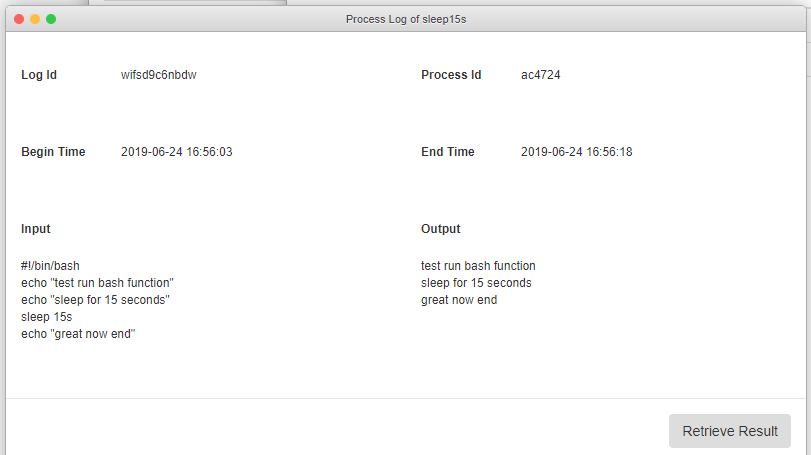 Process Log of sleep15s
Log Id wifsd9c6nbdw Process Id ac4724
Begin Time 2019-06-24 16:56:03 End Time 2019-06-24 16:56:18
Input
#!/bin/bash
echo "test run bash function"
echo "sleep for 15 seconds"
sleep 15s
echo "great now end"
Output
test run bash function
sleep for 15 seconds
great now end
Retrieve Result